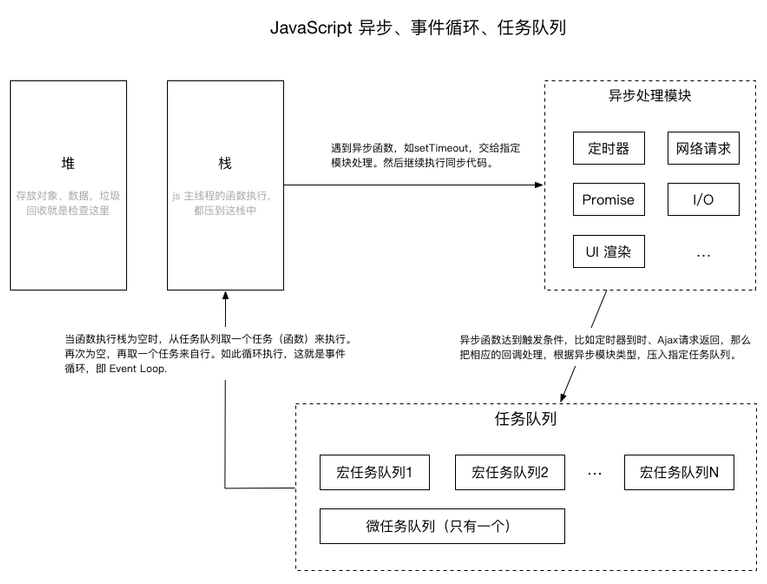 JavaScript 异步、事件循环、任务队列
堆
存放对象、数据，垃圾
回收就是检查这里
栈
js 主线程的函数执行，
都压到这栈中
遇到异步函数，如setTimeout，交给指定
模块处理。然后继续执行同步代码。
异步处理模块
定时器
网络请求
Promise
I/O
UI 渲染
...
当函数执行栈为空时，从任务队列取一个任务（函数）来执行。
再次为空，再取一个任务来自行。如此循环执行，这就是事件
循环，即 Event Loop.
异步函数达到触发条件，比如定时器到时、Ajax请求返回，那么
把相应的回调处理，根据异步模块类型，压入指定任务队列。
任务队列
宏任务队列1
宏任务队列2
...
宏任务队列N
微任务队列（只有一个）